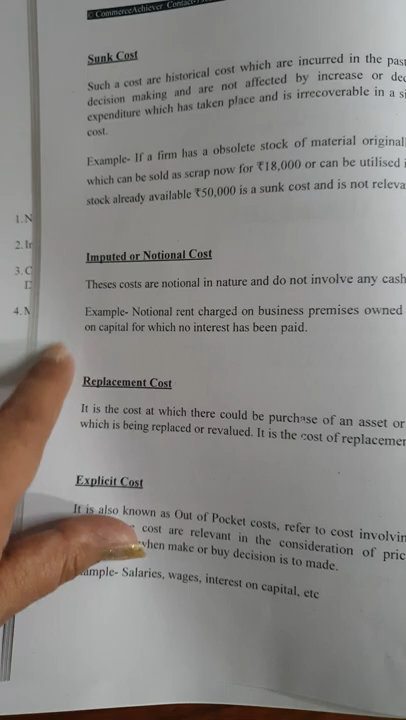 © CommerceAchiever Contact-
Sunk Cost
Such a cost are historical cost which are incurred in the past
decision making and are not affected by increase or dec
expenditure which has taken place and is irrecoverable in a si
cost.
Example- If a firm has a obsolete stock of material original
which can be sold as scrap now for ₹18,000 or can be utilised i
stock already available ₹50,000 is a sunk cost and is not releva
Imputed or Notional Cost
Theses costs are notional in nature and do not involve any cash
Example- Notional rent charged on business premises owned
on capital for which no interest has been paid.
Replacement Cost
It is the cost at which there could be purchase of an asset or
which is being replaced or revalued. It is the cost of replacemen
Explicit Cost
It is also known as Out of Pocket costs, refer to cost involvin
cost are relevant in the consideration of pric
when make or buy decision is to made.
ample- Salaries, wages, interest on capital, etc
1. N
2. In
3. C
D
4. N